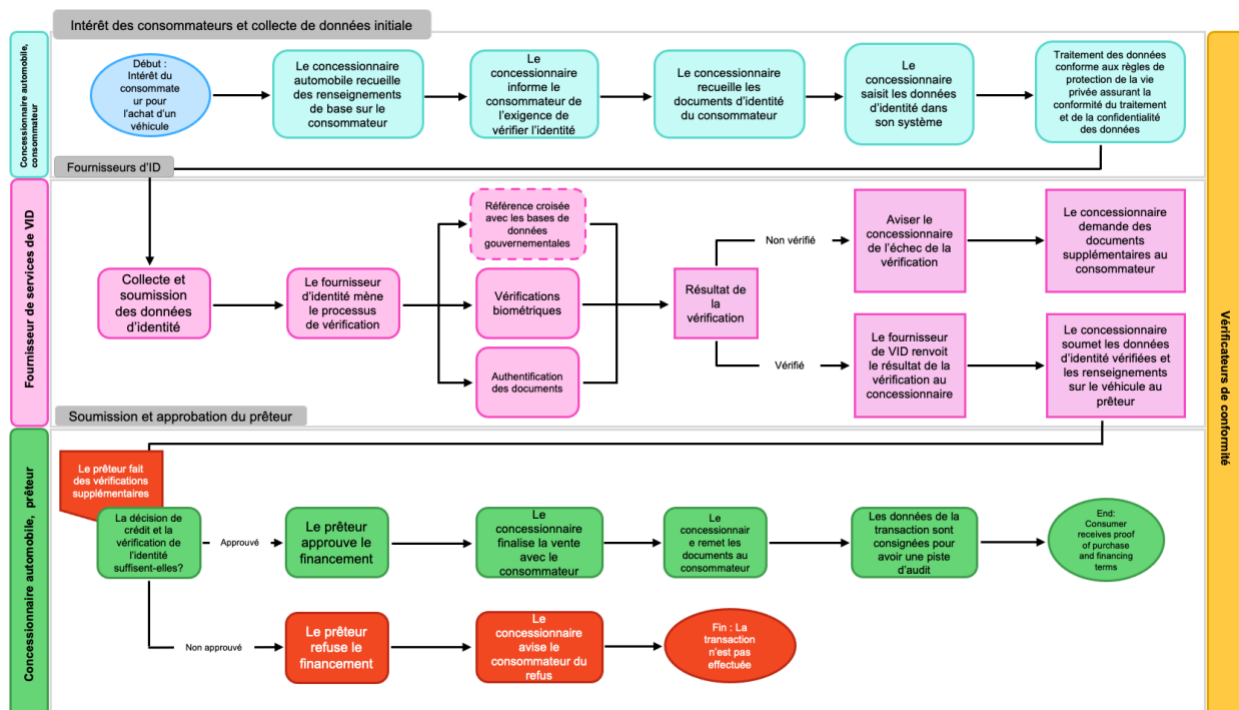 Intérêt des consommateurs et collecte de données initiale
Concessionnaire automobile,
consommateur
Début :
Intérêt du
consommate
ur pour
l'achat d'un
véhicule
Le concessionnaire
automobile recueille
des renseignements
de base sur le
consommateur
Le
concessionnaire
informe le
consommateur de
l'exigence de
vérifier l'identité
Le concessionnaire
recueille les
documents d'identité
du consommateur
Le
concessionnaire
saisit les données
d'identité dans
son système
Traitement des données
conforme aux règles de
protection de la vie
privée assurant la
conformité du traitement
et de la confidentialité
des données
Vérificateurs de conformité
Fournisseurs d'ID
Fournisseur de services de VID
Collecte et
soumission
des données
d'identité
Le fournisseur
d'identité mène
le processus
de vérification
Référence croisée
avec les bases de
données
gouvernementales
Vérifications
biométriques
Authentification
des documents
Résultat de
la
vérification
Non vérifié
Aviser le
concessionnaire
de l'échec de la
vérification
Le concessionnaire
demande des
documents
supplémentaires au
consommateur
Vérifié
Le fournisseur
de VID renvoit
le résultat de la
vérification au
concessionnaire
Le concessionnaire
soumet les données
d'identité vérifiées et
les renseignements
sur le véhicule au
prêteur
Soumission et approbation du prêteur
Concessionnaire automobile, prêteur
Le prêteur fait
des vérifications
supplémentaires
La décision de
crédit et la
vérification de
l'identité
suffisent-elles?
Approuvé
Le prêteur
approuve le
financement
Le
concessionnaire
finalise la vente
avec le
consommateur
Le
concessionnair
e remet les
documents au
consommateur
Les données de la
transaction sont
consignées pour
avoir une piste
d'audit
End:
Consumer
receives proof
of purchase
and financing
terms
Non approuvé
Le prêteur
refuse le
financement
Le
concessionnaire
avise le
consommateur du
refus
Fin : La
transaction
n'est pas
effectuée